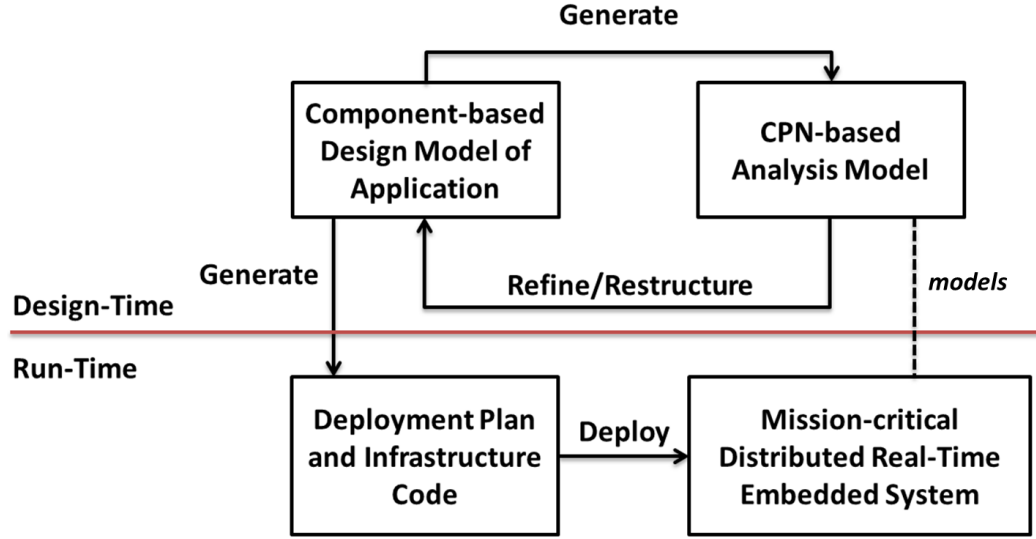 Generate
Component-based
Design Model of
Application
CPN-based
Analysis Model
Generate
Refine/Restructure
models
Design-Time
Run-Time
Deployment Plan
and Infrastructure
Code
Deploy
Mission-critical
Distributed Real-Time
Embedded System